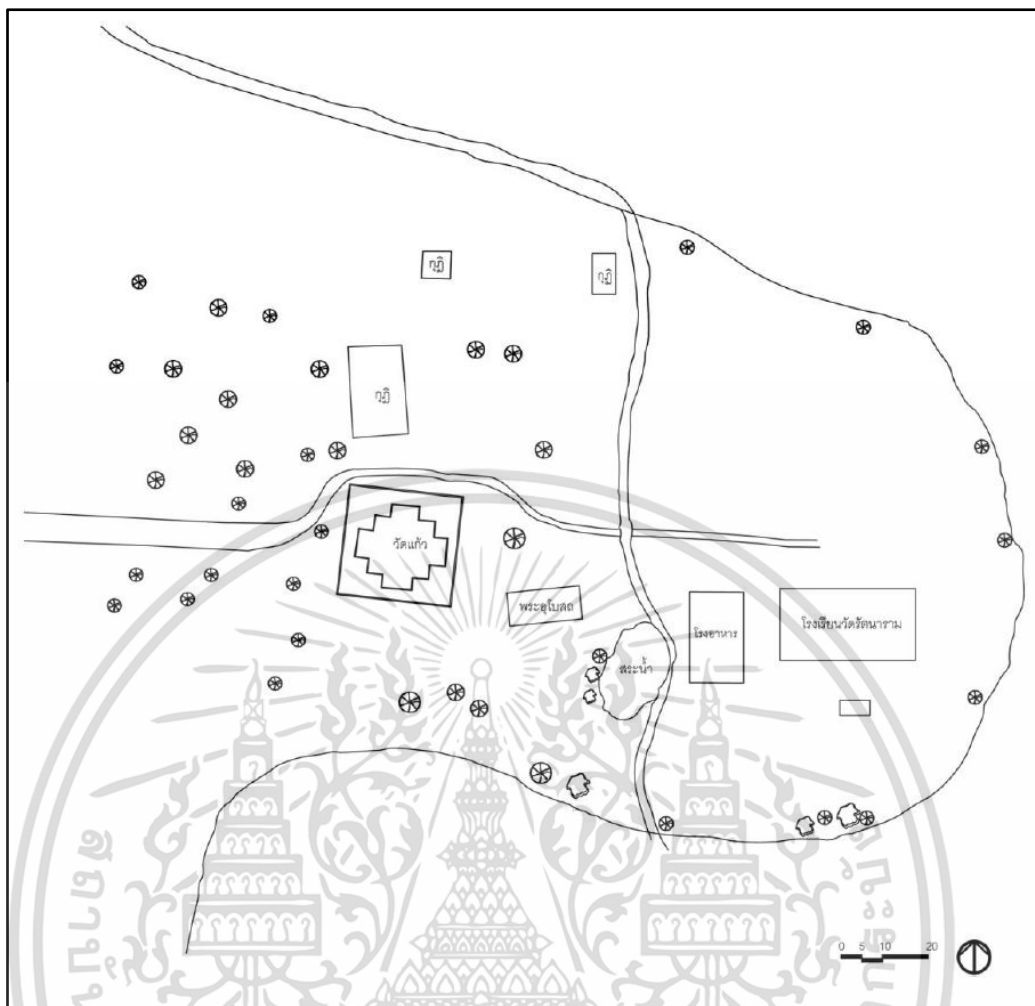 กุฏิ
กุฏิ
กุฏิ
วัดแก้ว
พระอุโบสถ
สระน้ำ
โรงอาหาร
โรงเรียนวัดรัตนาราม
0 5 10 20